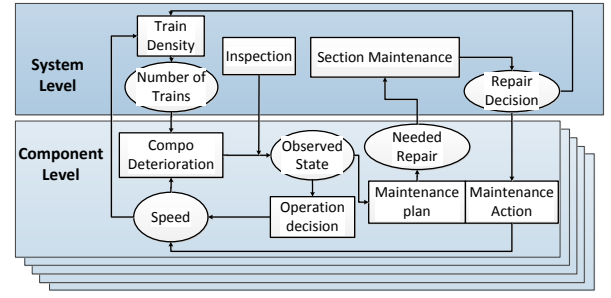 System
Level
Train
Density
Number of
Trains
Inspection
Section Maintenance
Repair
Decision
Component
Level
Compo
Deterioration
Observed
State
Needed
Repair
Speed
Operation
decision
Maintenance
plan
Maintenance
Action